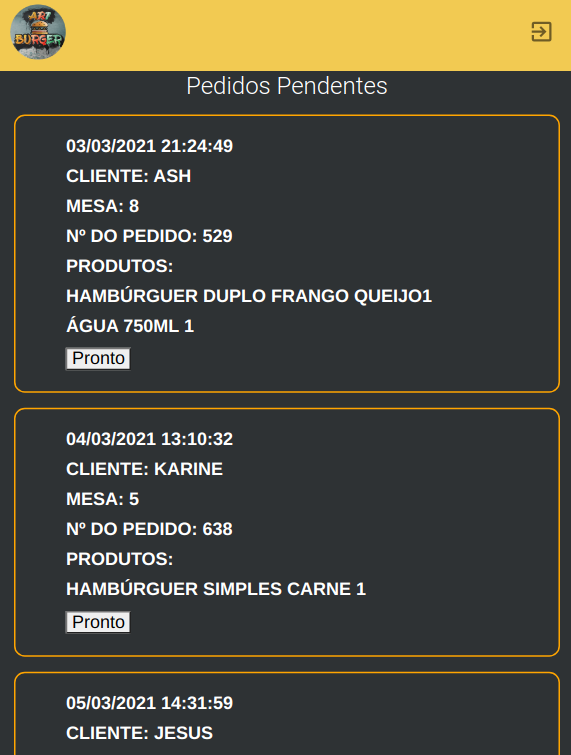 ART
BURGER
Pedidos Pendentes
03/03/2021 21:24:49
CLIENTE: ASH
MESA: 8
Nº DO PEDIDO: 529
PRODUTOS:
HAMBÚRGUER DUPLO FRANGO QUEIJO1
ÁGUA 750ML 1
Pronto
04/03/2021 13:10:32
CLIENTE: KARINE
MESA: 5
Nº DO PEDIDO: 638
PRODUTOS:
HAMBÚRGUER SIMPLES CARNE 1
Pronto
05/03/2021 14:31:59
CLIENTE: JESUS